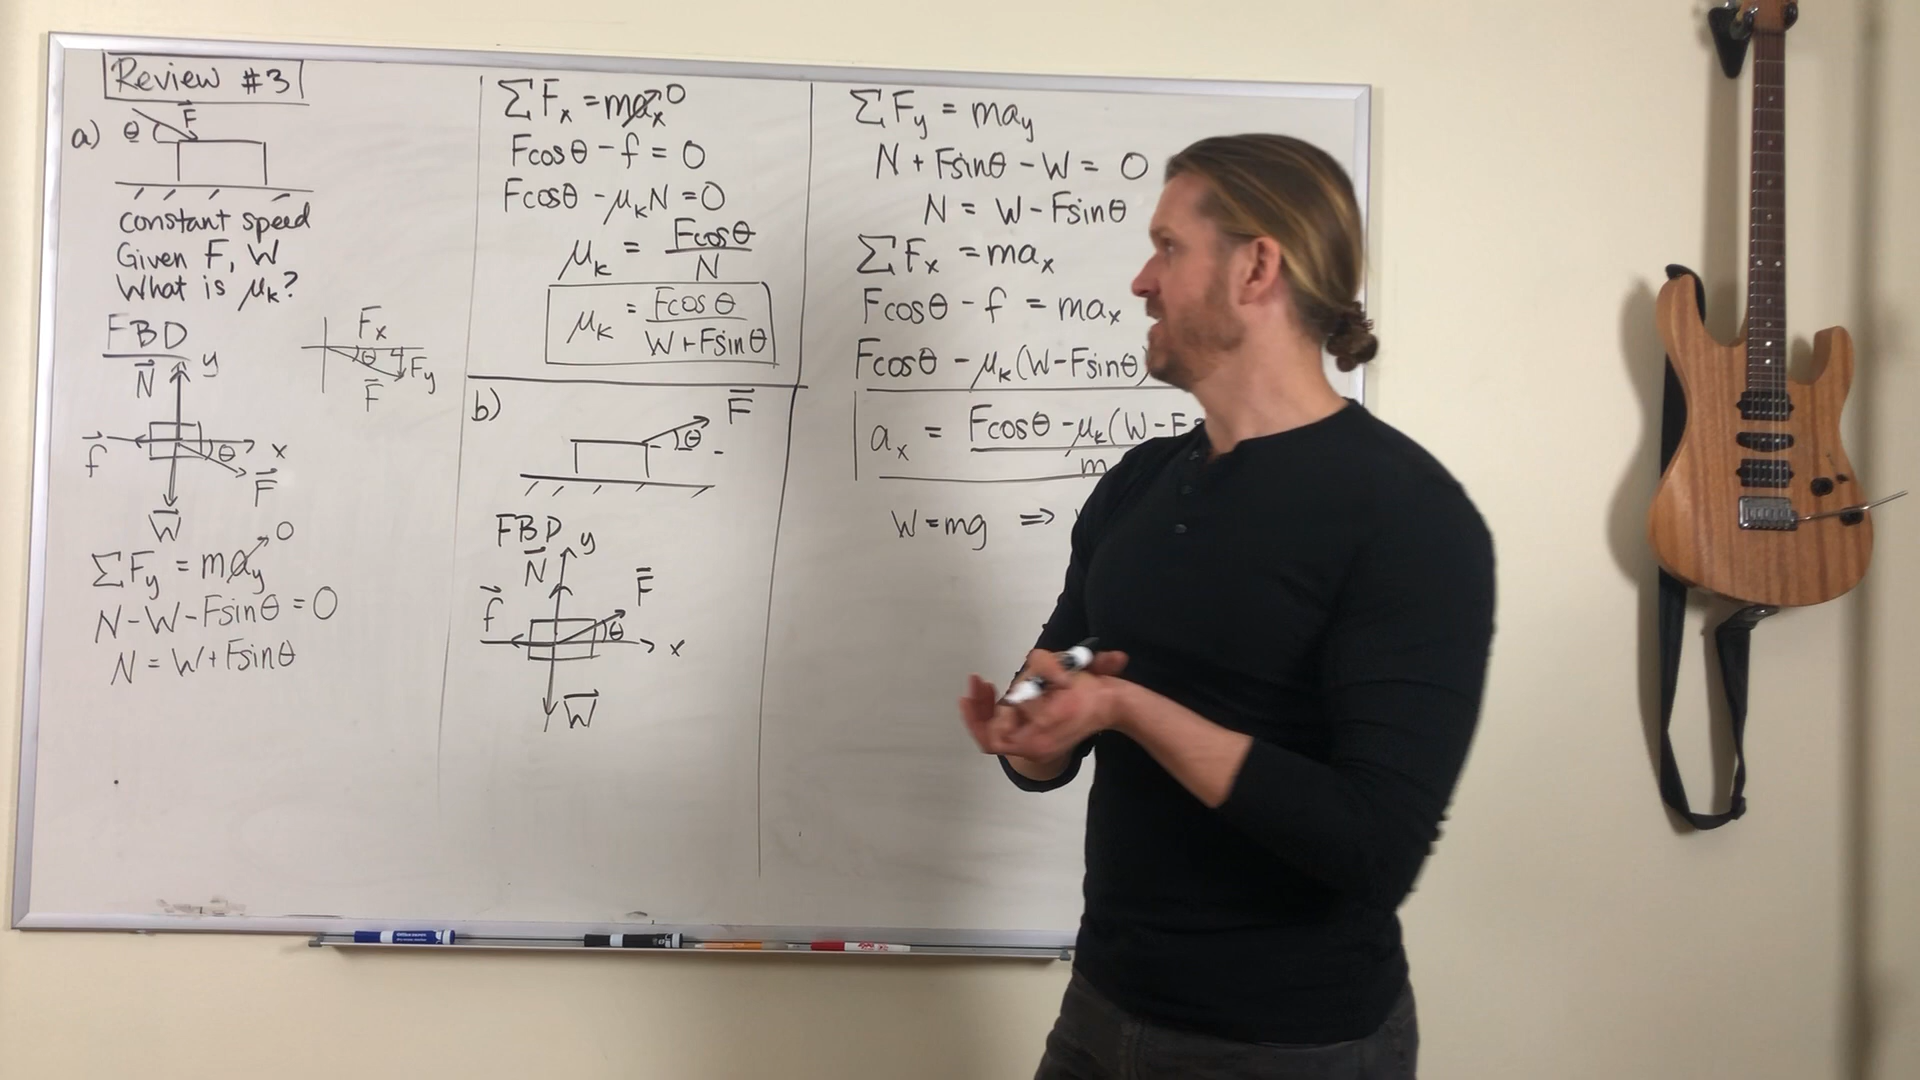 Review #3
a)
θ
F⃗
constant speed
Given F, W
What is μk?
FBD
y
N⃗
f⃗
θ
x
F⃗
W⃗
Fx
θ
Fy
F⃗
ΣFy = may 0
N-W-Fsinθ = 0
N = W+Fsinθ
ΣFx = max 0
Fcosθ - f = 0
Fcosθ - μkN = 0
μk = Fcosθ / N
μk = Fcosθ / W+Fsinθ
b)
F⃗
θ
FBD
y
N⃗
F⃗
f⃗
θ
x
W⃗
ΣFy = may
N + Fsinθ - W = 0
N = W-Fsinθ
ΣFx = max
Fcosθ - f = max
Fcosθ - μk(W-Fsinθ)
ax = Fcosθ - μk(W-F / m
W=mg ⇒